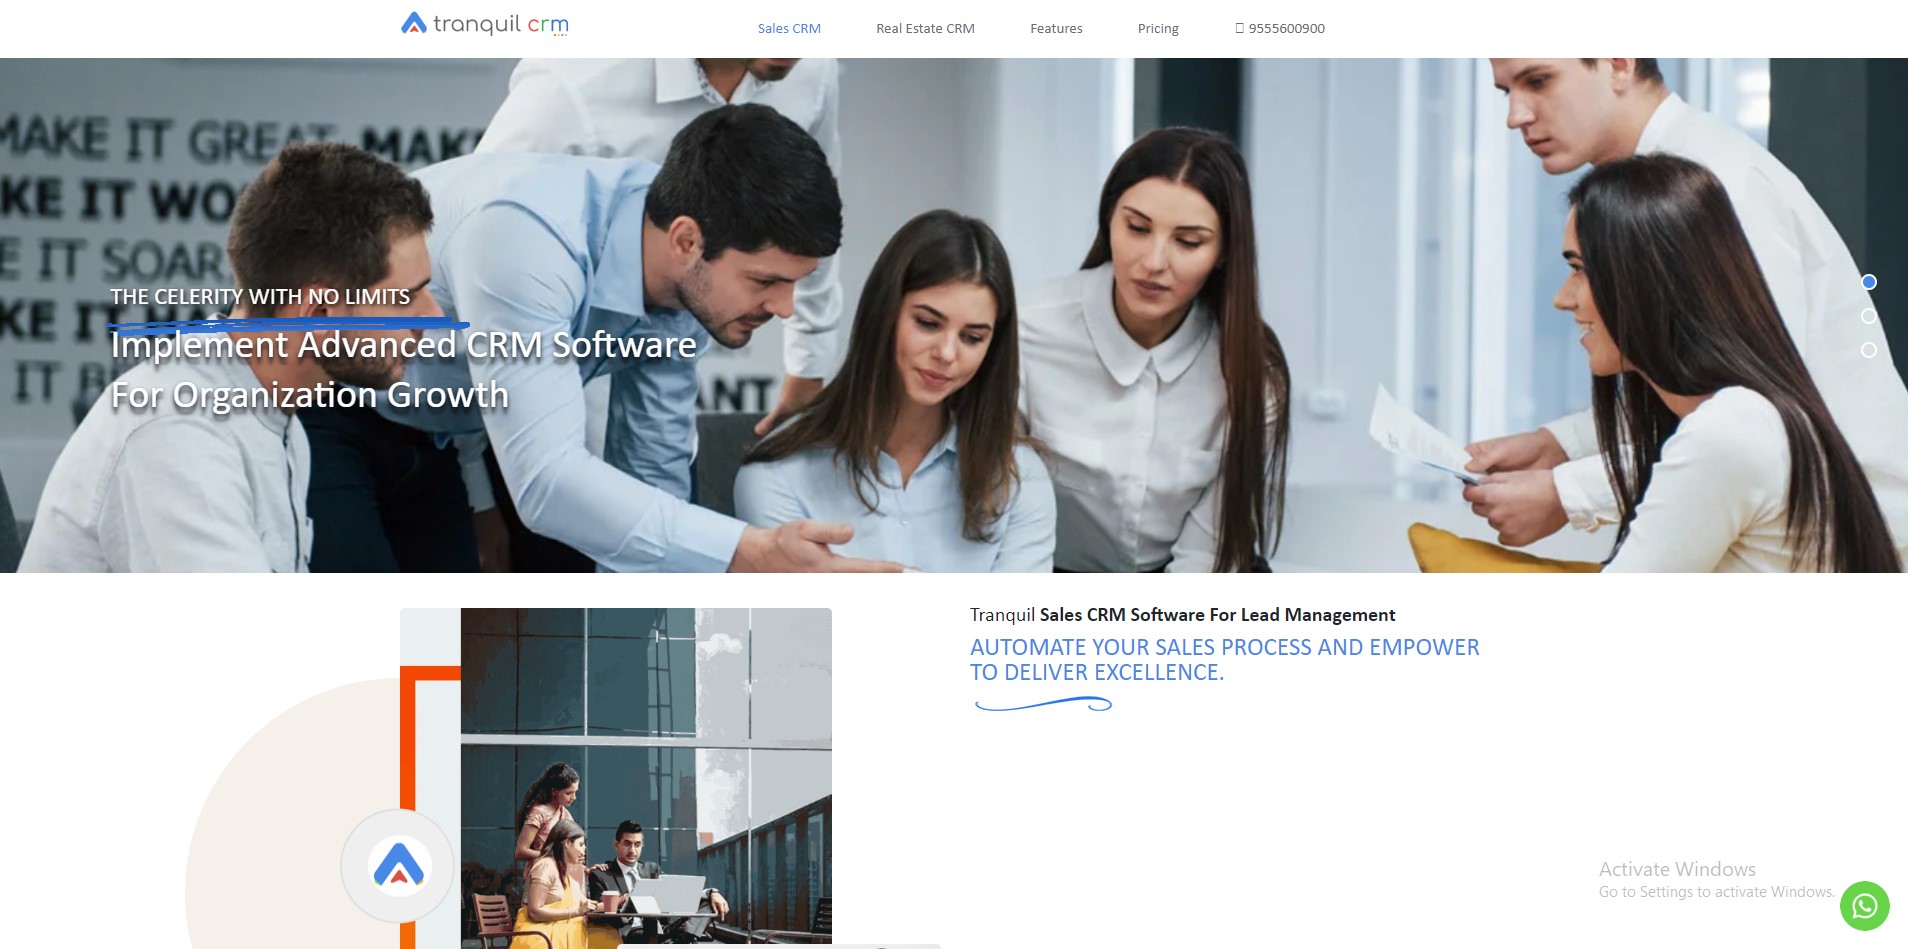 tranquil crm
Sales CRM
Real Estate CRM
Features
Pricing
9555600900
MAKE IT GREAT MAK
KE IT WO
E IT SOAR
KE IT
IT B
ANT
THE CELERITY WITH NO LIMITS
Implement Advanced CRM Software
For Organization Growth
Tranquil Sales CRM Software For Lead Management
AUTOMATE YOUR SALES PROCESS AND EMPOWER
TO DELIVER EXCELLENCE.
Activate Windows
Go to Settings to activate Windows.